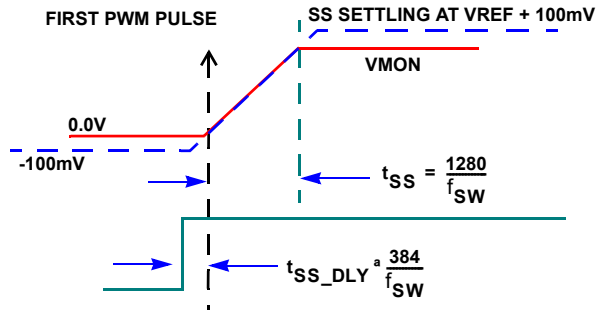 FIRST PWM PULSE
SS SETTLING AT VREF + 100mV
VMON
0.0V
-100mV
tSS = 1280/fSW
tSS_DLY ª 384/fSW